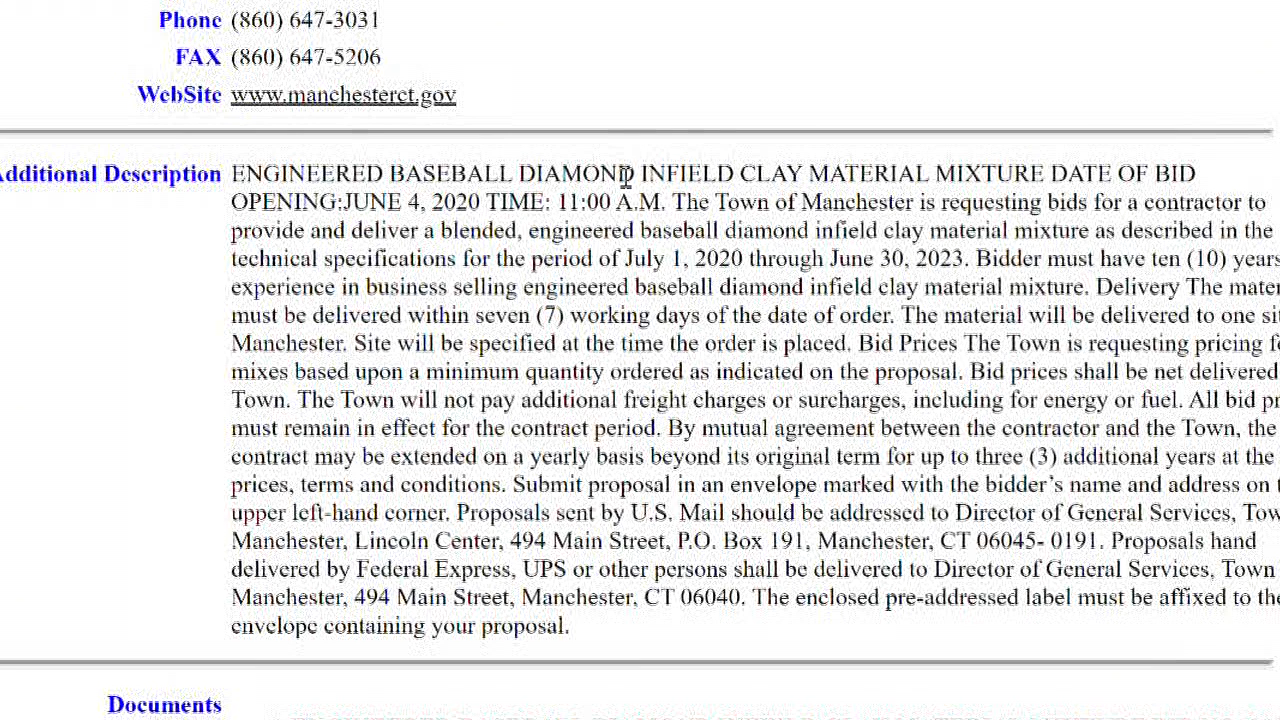 Phone (860) 647-3031
FAX (860) 647-5206
WebSite www.manchesterct.gov
Additional Description ENGINEERED BASEBALL DIAMOND INFIELD CLAY MATERIAL MIXTURE DATE OF BID
OPENING:JUNE 4, 2020 TIME: 11:00 A.M. The Town of Manchester is requesting bids for a contractor to
provide and deliver a blended, engineered baseball diamond infield clay material mixture as described in the
technical specifications for the period of July 1, 2020 through June 30, 2023. Bidder must have ten (10) years
experience in business selling engineered baseball diamond infield clay material mixture. Delivery The
must be delivered within seven (7) working days of the date of order. The material will be delivered to one
Manchester. Site will be specified at the time the order is placed. Bid Prices The Town is requesting pricing
mixes based upon a minimum quantity ordered as indicated on the proposal. Bid prices shall be net delivered
Town. The Town will not pay additional freight charges or surcharges, including for energy or fuel. All bid
must remain in effect for the contract period. By mutual agreement between the contractor and the Town, the
contract may be extended on a yearly basis beyond its original term for up to three (3) additional years at the
prices, terms and conditions. Submit proposal in an envelope marked with the bidder's name and address on
upper left-hand corner. Proposals sent by U.S. Mail should be addressed to Director of General Services,
Manchester, Lincoln Center, 494 Main Street, P.O. Box 191, Manchester, CT 06045- 0191. Proposals hand
delivered by Federal Express, UPS or other persons shall be delivered to Director of General Services, Town
Manchester, 494 Main Street, Manchester, CT 06040. The enclosed pre-addressed label must be affixed to the
envelope containing your proposal.
Documents